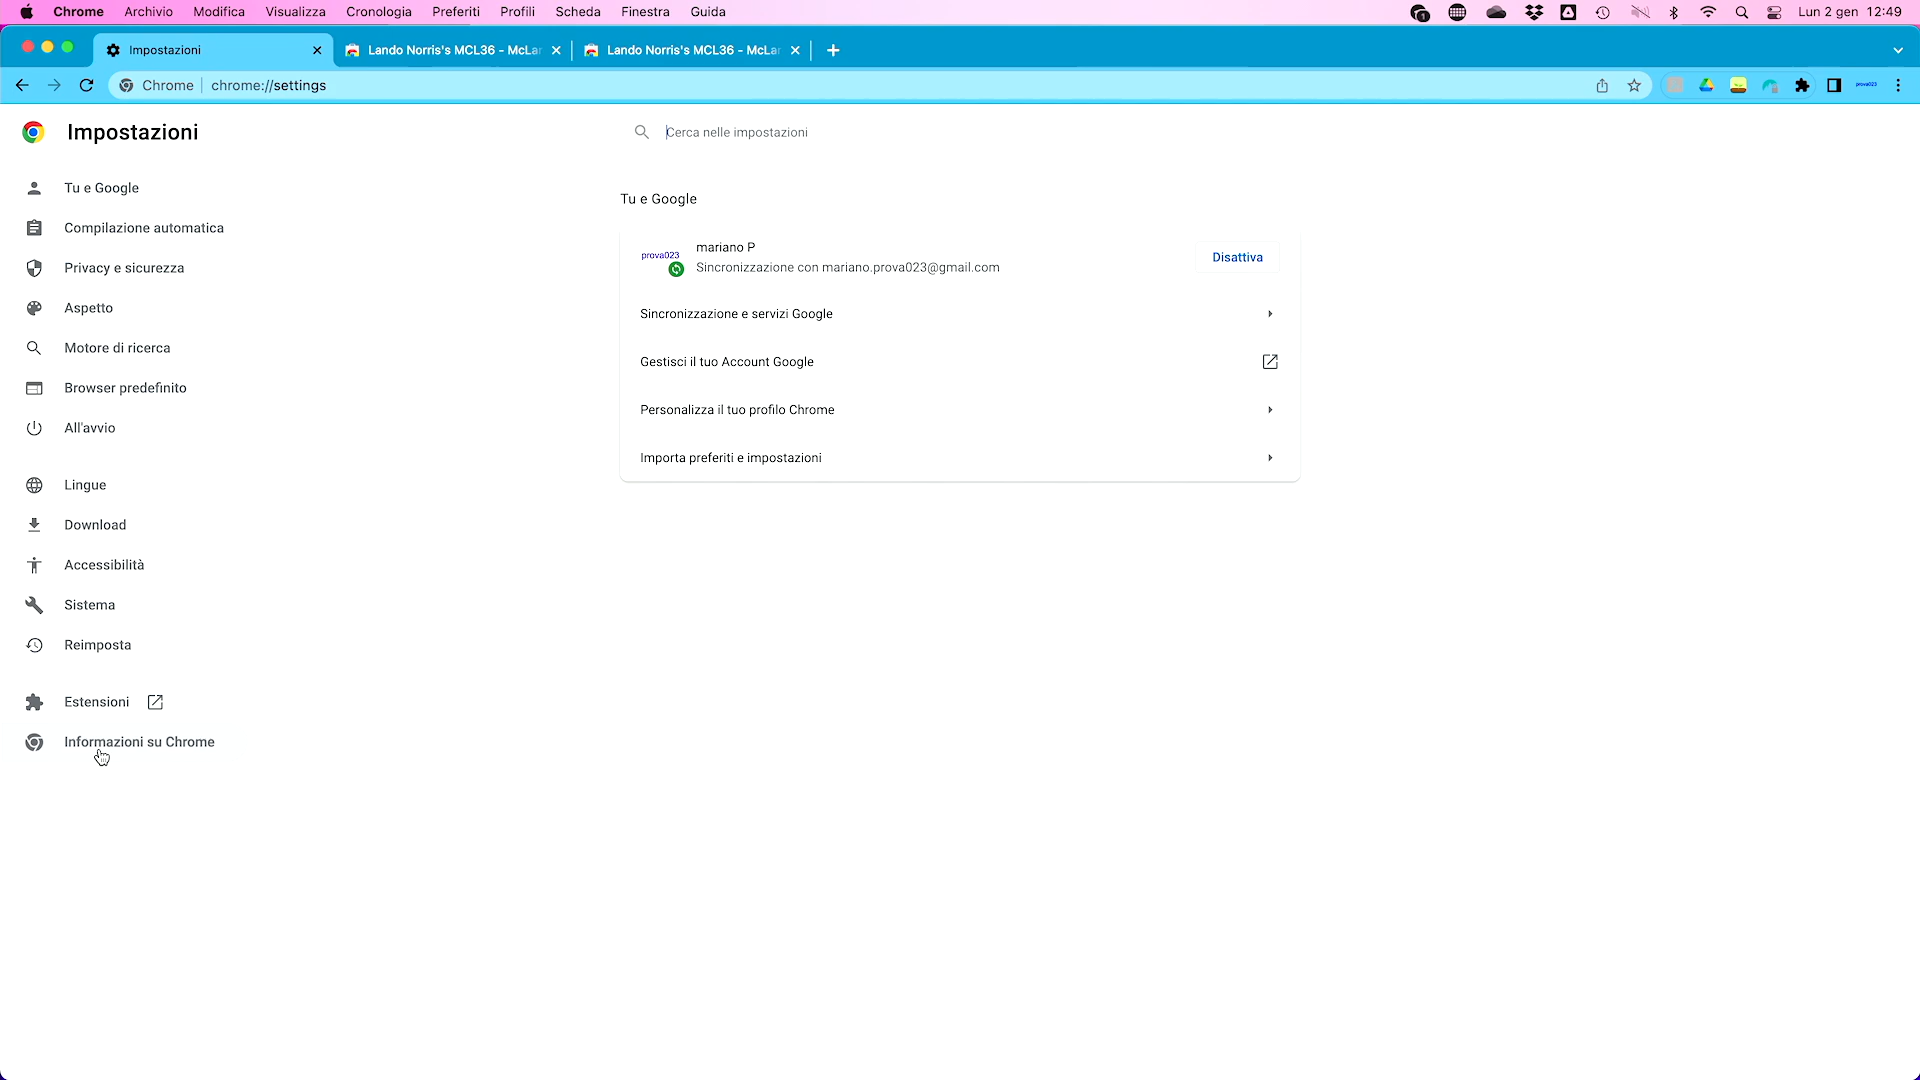 Chrome Archivio Modifica Visualizza Cronologia Preferiti Profili Scheda Finestra Guida
1 Lun 2 gen 12:49
Impostazioni Lando Norris's MCL36 - McLar Lando Norris's MCL36 - McLar
Chrome chrome://settings prova023
Impostazioni
Cerca nelle impostazioni
Tu e Google
Compilazione automatica
Privacy e sicurezza
Aspetto
Motore di ricerca
Browser predefinito
All'avvio
Lingue
Download
Accessibilità
Sistema
Reimposta
Estensioni
Informazioni su Chrome
Tu e Google
prova023
mariano P
Sincronizzazione con mariano.prova023@gmail.com
Disattiva
Sincronizzazione e servizi Google
Gestisci il tuo Account Google
Personalizza il tuo profilo Chrome
Importa preferiti e impostazioni